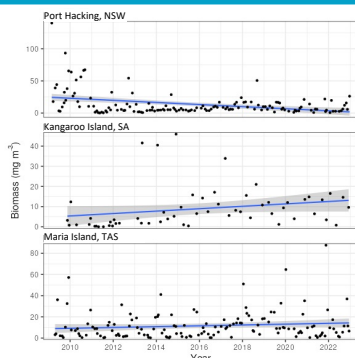 Port Hacking, NSW
100
50
0
Kangaroo Island, SA
40
30
20
10
0
Biomass (mg m⁻³)
Maria Island, TAS
80
60
40
20
0
2010 2012 2014 2016 2018 2020 2022
Year